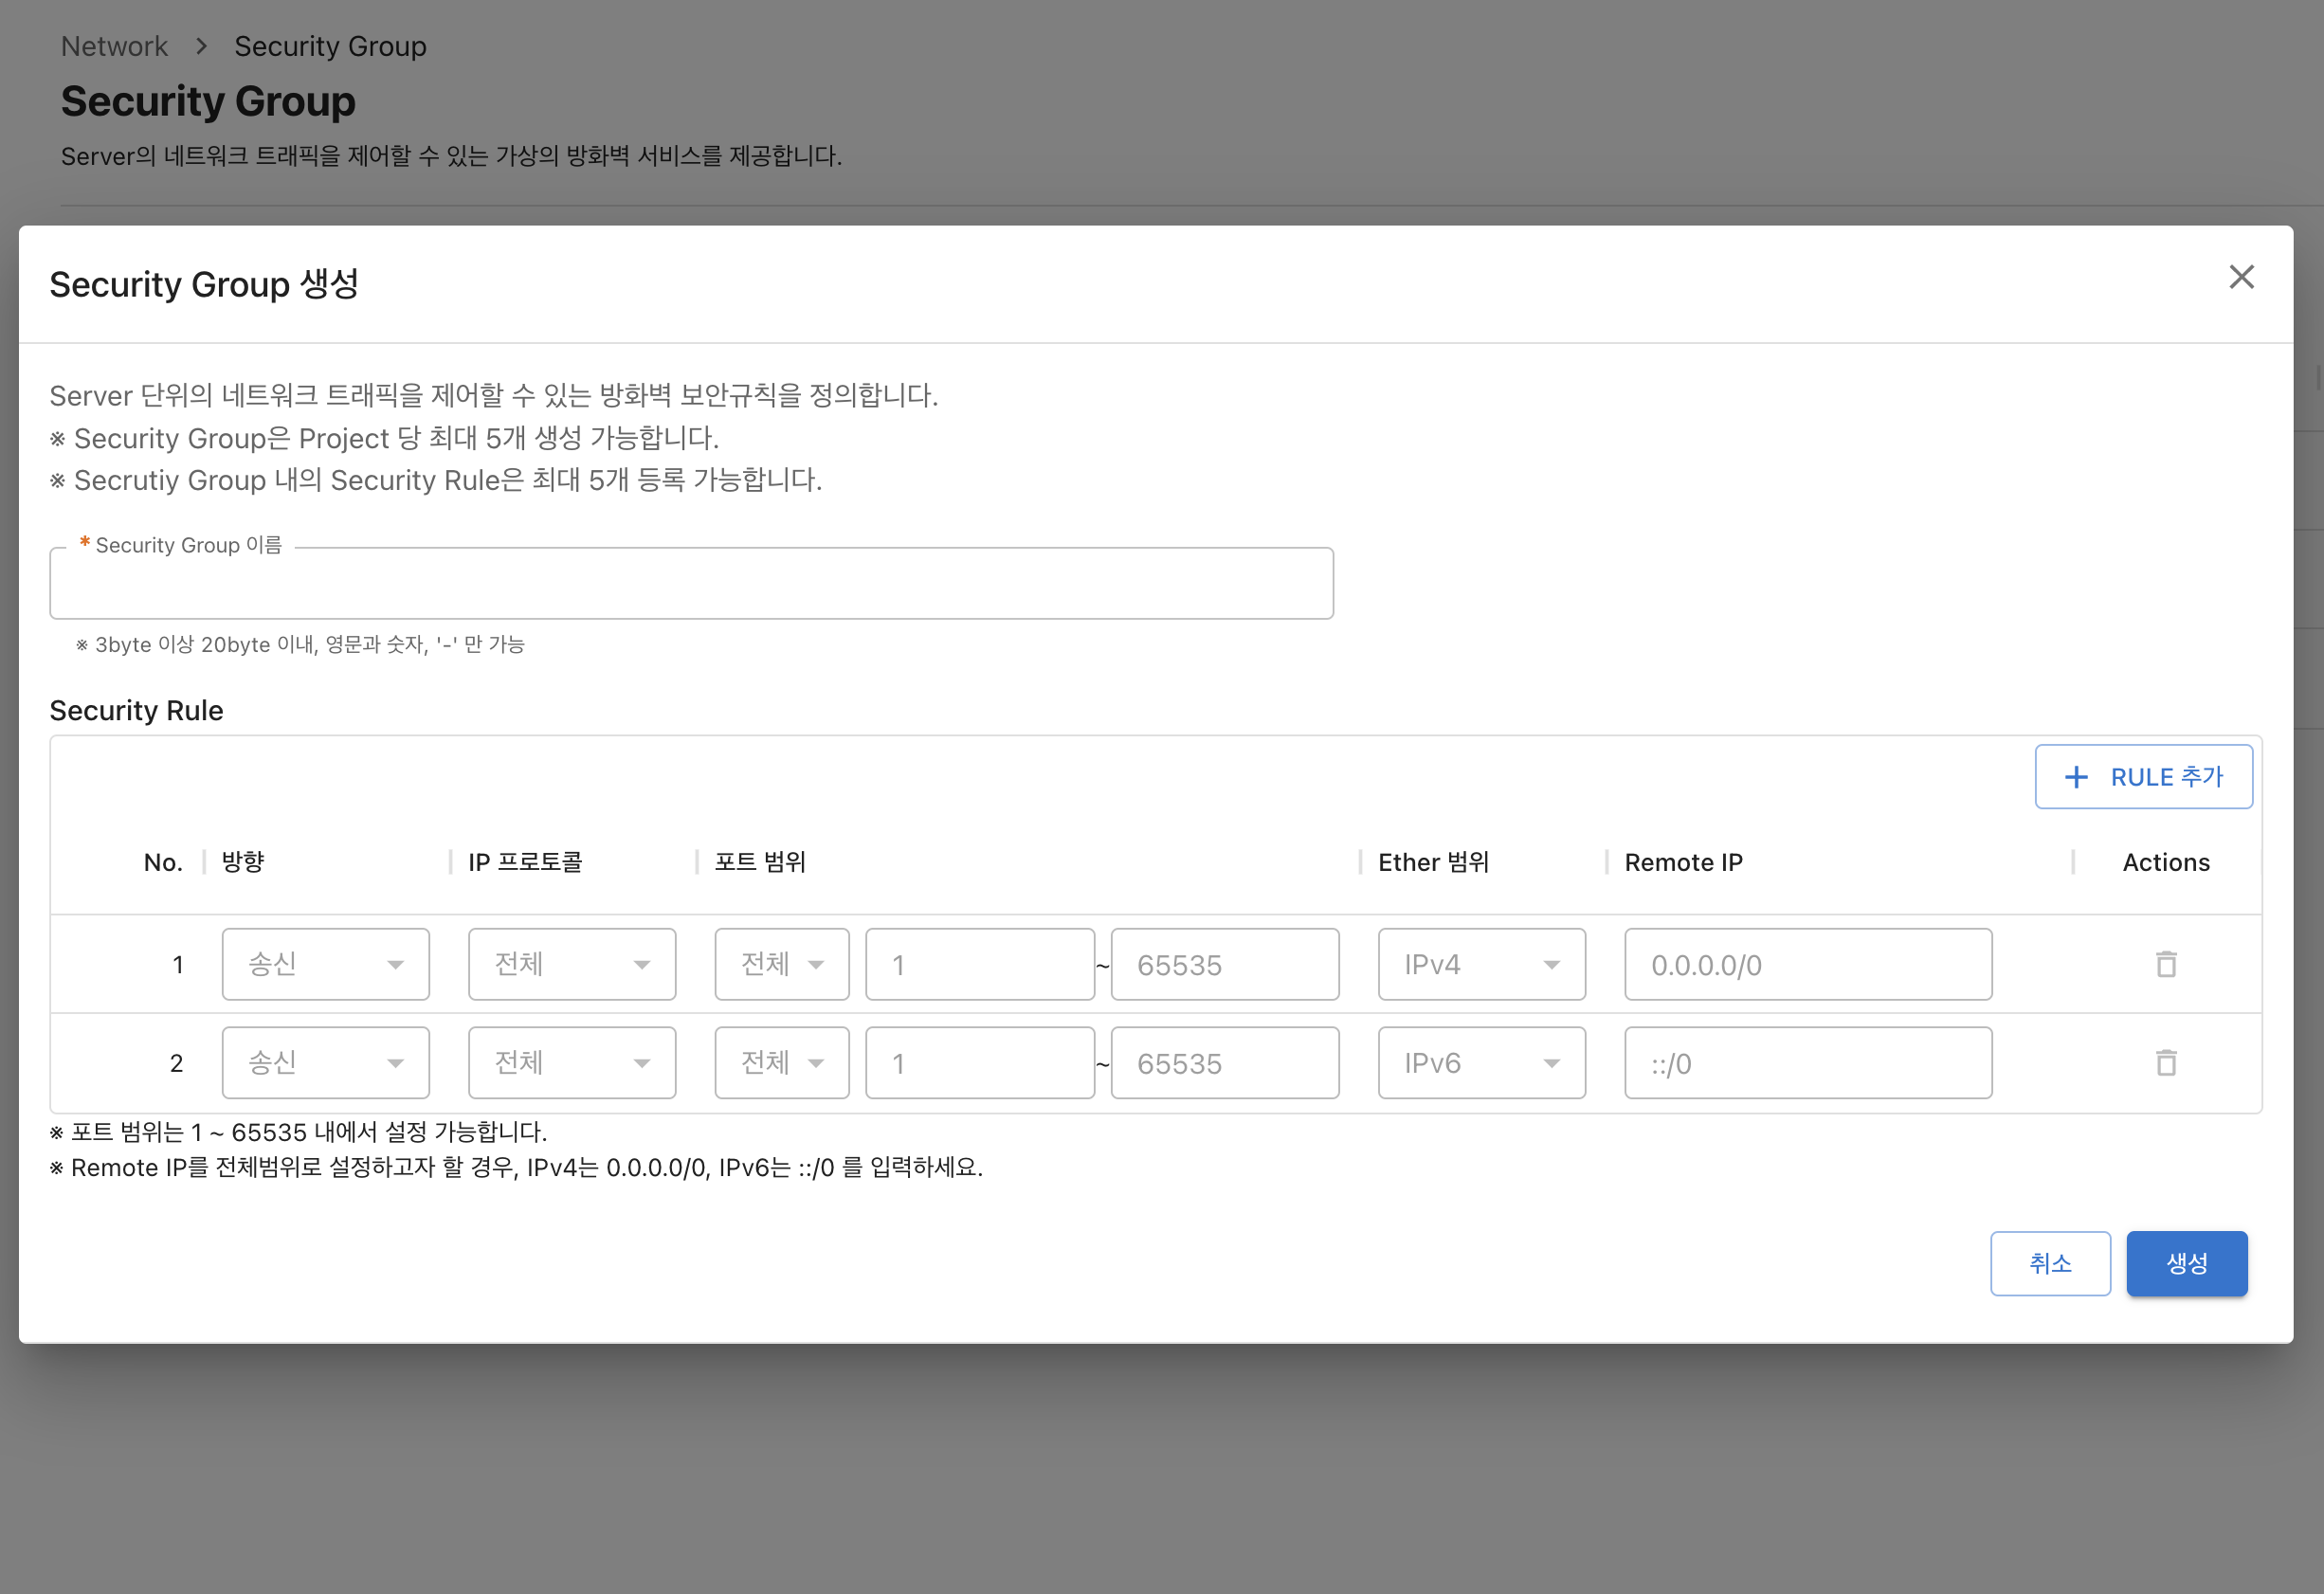 Network > Security Group
Security Group
Server의 네트워크 트래픽을 제어할 수 있는 가상의 방화벽 서비스를 제공합니다.
Security Group 생성
Server 단위의 네트워크 트래픽을 제어할 수 있는 방화벽 보안규칙을 정의합니다.
※ Security Group은 Project 당 최대 5개 생성 가능합니다.
※ Secrutiy Group 내의 Security Rule은 최대 5개 등록 가능합니다.
* Security Group 이름
※ 3byte 이상 20byte 이내, 영문과 숫자, '-' 만 가능
Security Rule
+ RULE 추가
No. 방향 IP 프로토콜 포트 범위 Ether 범위 Remote IP Actions
1 송신 전체 전체 1 ~ 65535 IPv4 0.0.0.0/0
2 송신 전체 전체 1 ~ 65535 IPv6 ::/0
※ 포트 범위는 1 ~ 65535 내에서 설정 가능합니다.
※ Remote IP를 전체범위로 설정하고자 할 경우, IPv4는 0.0.0.0/0, IPv6는 ::/0 를 입력하세요.
취소 생성